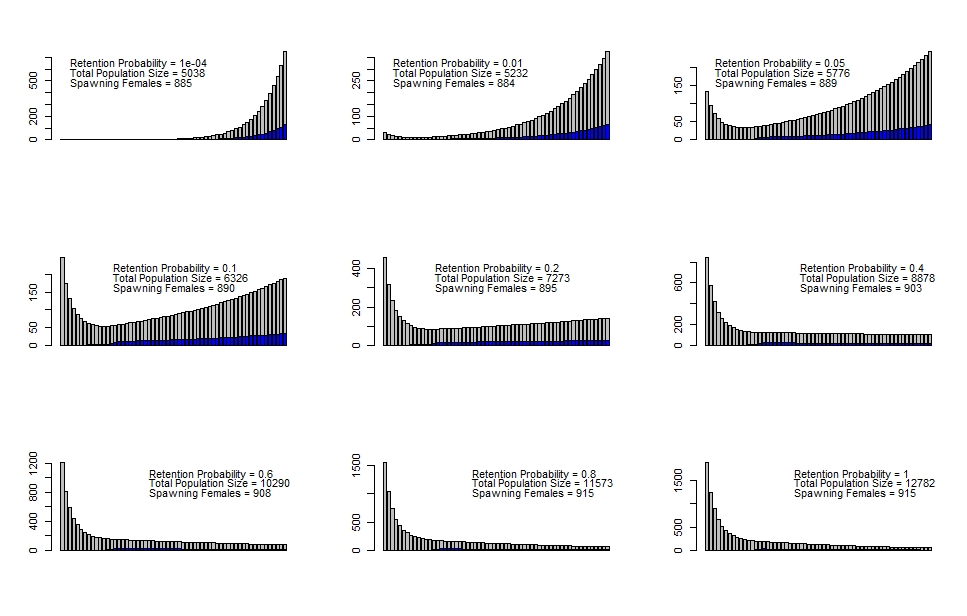 Retention Probability = 1e-04
Total Population Size = 5038
Spawning Females = 885
0 200 500
Retention Probability = 0.01
Total Population Size = 5232
Spawning Females = 884
0 100 250
Retention Probability = 0.05
Total Population Size = 5776
Spawning Females = 889
0 50 150
Retention Probability = 0.1
Total Population Size = 6326
Spawning Females = 890
0 50 150
Retention Probability = 0.2
Total Population Size = 7273
Spawning Females = 895
0 200 400
Retention Probability = 0.4
Total Population Size = 8878
Spawning Females = 903
0 200 600
Retention Probability = 0.6
Total Population Size = 10290
Spawning Females = 908
0 400 800 1200
Retention Probability = 0.8
Total Population Size = 11573
Spawning Females = 915
0 500 1500
Retention Probability = 1
Total Population Size = 12782
Spawning Females = 915
0 500 1500